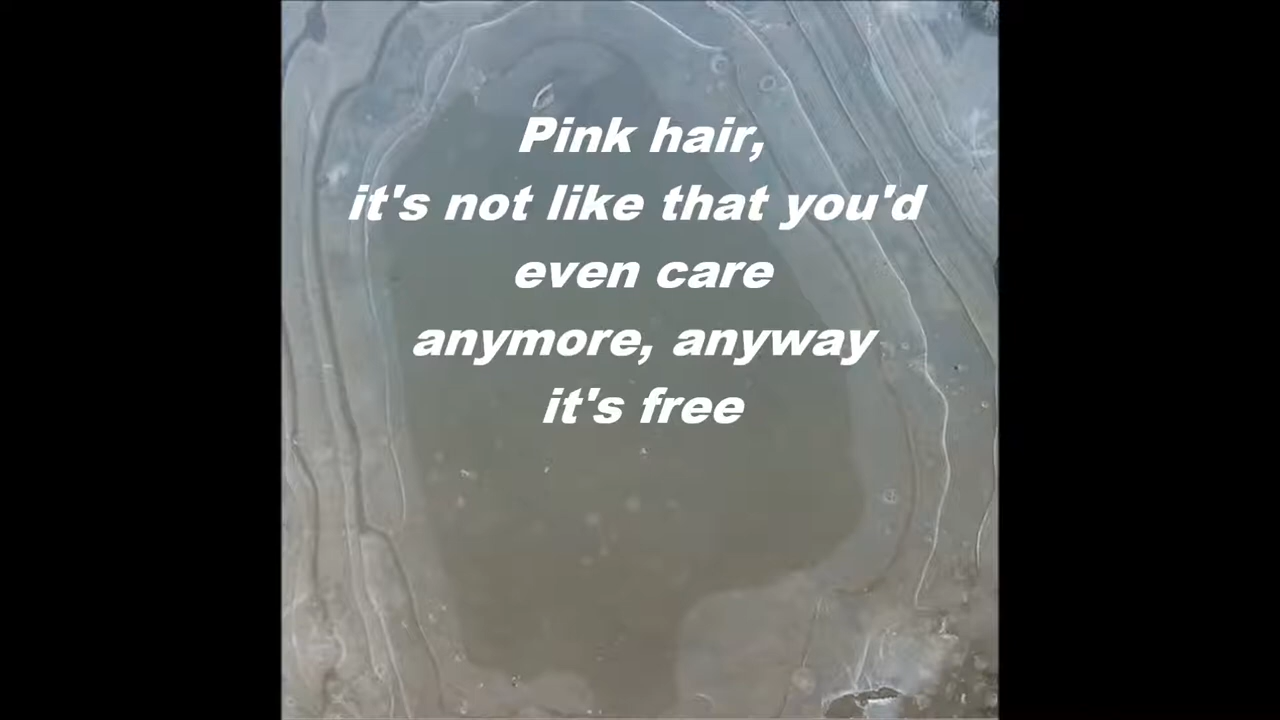 Pink hair,
it's not like that you'd
even care
anymore, anyway
it's free